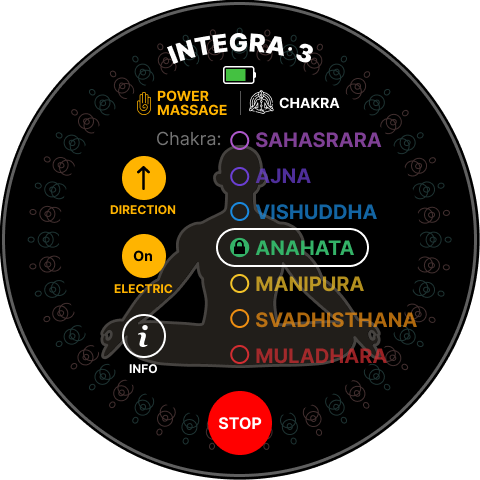 INTEGRA·3
POWER
MASSAGE
CHAKRA
Chakra:
SAHASRARA
AJNA
VISHUDDHA
ANAHATA
MANIPURA
SVADHISTHANA
MULADHARA
DIRECTION
On
ELECTRIC
i
INFO
STOP